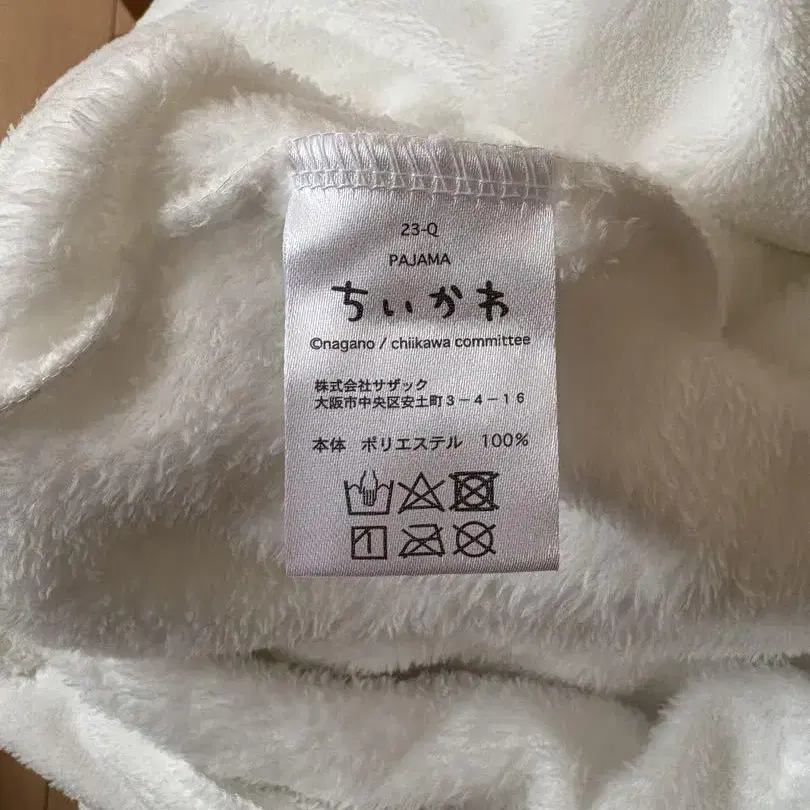 23-Q
PAJAMA
ちいかわ
©nagano / chiikawa committee
株式会社サザック
大阪市中央区安土町３－４－１６
本体　ポリエステル　100%